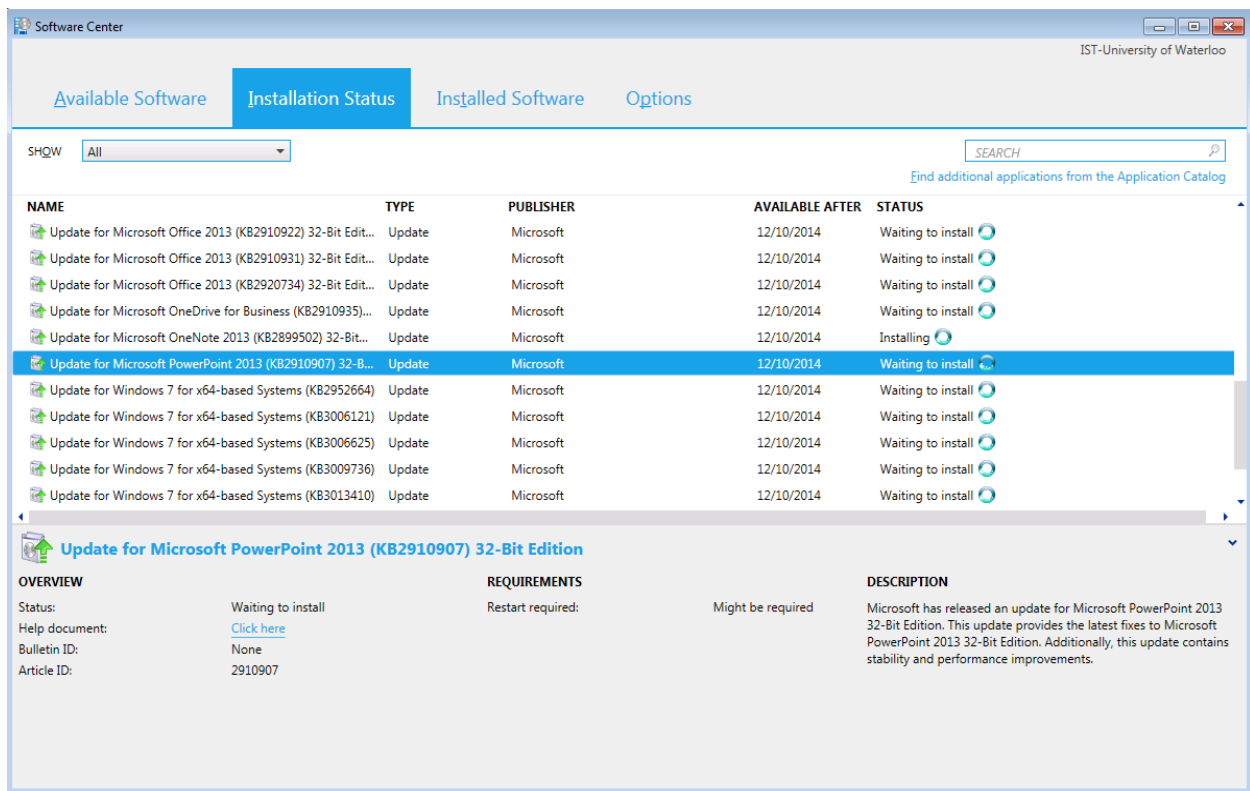 Software Center
IST-University of Waterloo
Available Software Installation Status Installed Software Options
SHOW All SEARCH
Find additional applications from the Application Catalog
NAME TYPE PUBLISHER AVAILABLE AFTER STATUS
Update for Microsoft Office 2013 (KB2910922) 32-Bit Edit... Update Microsoft 12/10/2014 Waiting to install
Update for Microsoft Office 2013 (KB2910931) 32-Bit Edit... Update Microsoft 12/10/2014 Waiting to install
Update for Microsoft Office 2013 (KB2920734) 32-Bit Edit... Update Microsoft 12/10/2014 Waiting to install
Update for Microsoft OneDrive for Business (KB2910935)... Update Microsoft 12/10/2014 Waiting to install
Update for Microsoft OneNote 2013 (KB2899502) 32-Bit... Update Microsoft 12/10/2014 Installing
Update for Microsoft PowerPoint 2013 (KB2910907) 32-B... Update Microsoft 12/10/2014 Waiting to install
Update for Windows 7 for x64-based Systems (KB2952664) Update Microsoft 12/10/2014 Waiting to install
Update for Windows 7 for x64-based Systems (KB3006121) Update Microsoft 12/10/2014 Waiting to install
Update for Windows 7 for x64-based Systems (KB3006625) Update Microsoft 12/10/2014 Waiting to install
Update for Windows 7 for x64-based Systems (KB3009736) Update Microsoft 12/10/2014 Waiting to install
Update for Windows 7 for x64-based Systems (KB3013410) Update Microsoft 12/10/2014 Waiting to install
Update for Microsoft PowerPoint 2013 (KB2910907) 32-Bit Edition
OVERVIEW
Status: Waiting to install
Help document: Click here
Bulletin ID: None
Article ID: 2910907
REQUIREMENTS
Restart required: Might be required
DESCRIPTION
Microsoft has released an update for Microsoft PowerPoint 2013
32-Bit Edition. This update provides the latest fixes to Microsoft
PowerPoint 2013 32-Bit Edition. Additionally, this update contains
stability and performance improvements.